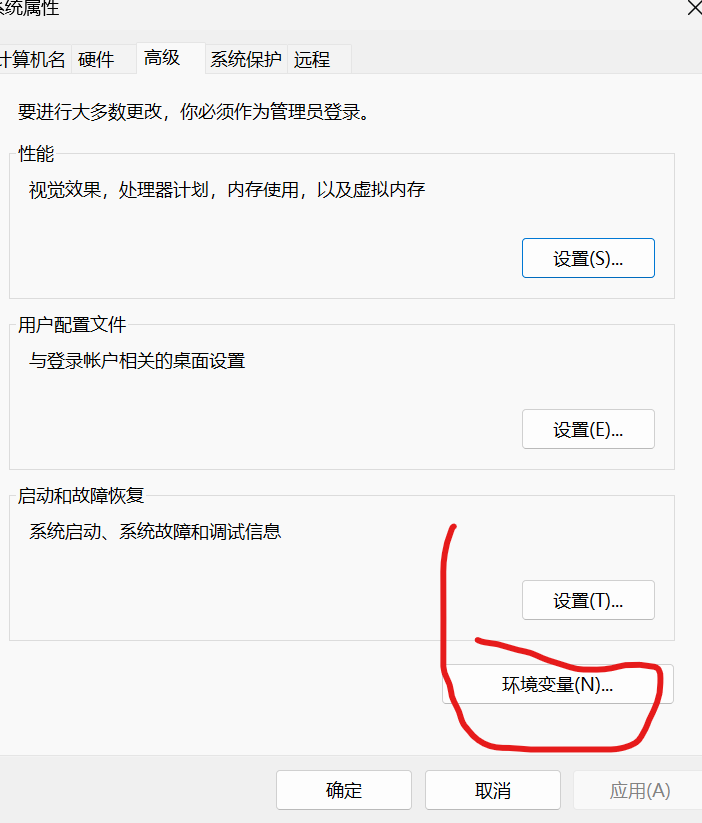 系统属性
计算机名 硬件 高级 系统保护 远程
要进行大多数更改，你必须作为管理员登录。
性能
视觉效果，处理器计划，内存使用，以及虚拟内存
设置(S)...
用户配置文件
与登录帐户相关的桌面设置
设置(E)...
启动和故障恢复
系统启动、系统故障和调试信息
设置(T)...
环境变量(N)...
确定 取消 应用(A)